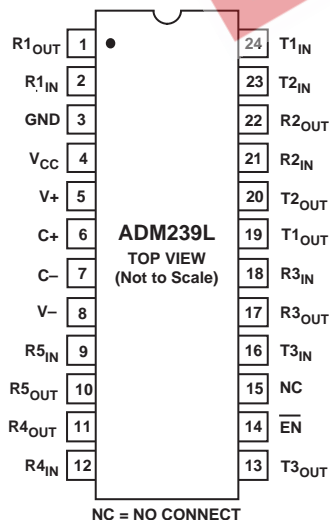 R1OUT 1 24 T1IN
R1IN 2 23 T2IN
GND 3 22 R2OUT
VCC 4 21 R2IN
V+ 5 20 T2OUT
C+ 6 ADM239L 19 T1OUT
TOP VIEW
C– 7 (Not to Scale) 18 R3IN
V– 8 17 R3OUT
R5IN 9 16 T3IN
R5OUT 10 15 NC
R4OUT 11 14 EN
R4IN 12 13 T3OUT
NC = NO CONNECT